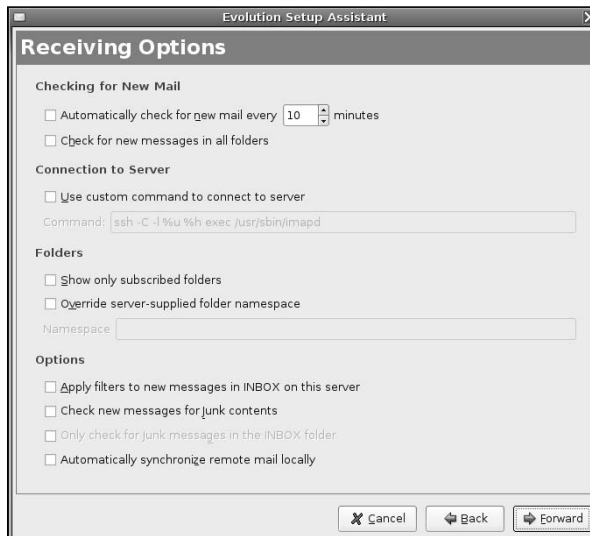 Evolution Setup Assistant
Receiving Options
Checking for New Mail
Automatically check for new mail every 10 minutes
Check for new messages in all folders
Connection to Server
Use custom command to connect to server
Command: ssh -C -l %u %h exec /usr/sbin/imapd
Folders
Show only subscribed folders
Override server-supplied folder namespace
Namespace
Options
Apply filters to new messages in INBOX on this server
Check new messages for Junk contents
Only check for Junk messages in the INBOX folder
Automatically synchronize remote mail locally
Cancel Back Forward